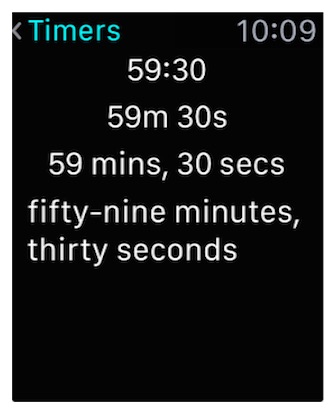 < Timers 10:09
59:30
59m 30s
59 mins, 30 secs
fifty-nine minutes,
thirty seconds